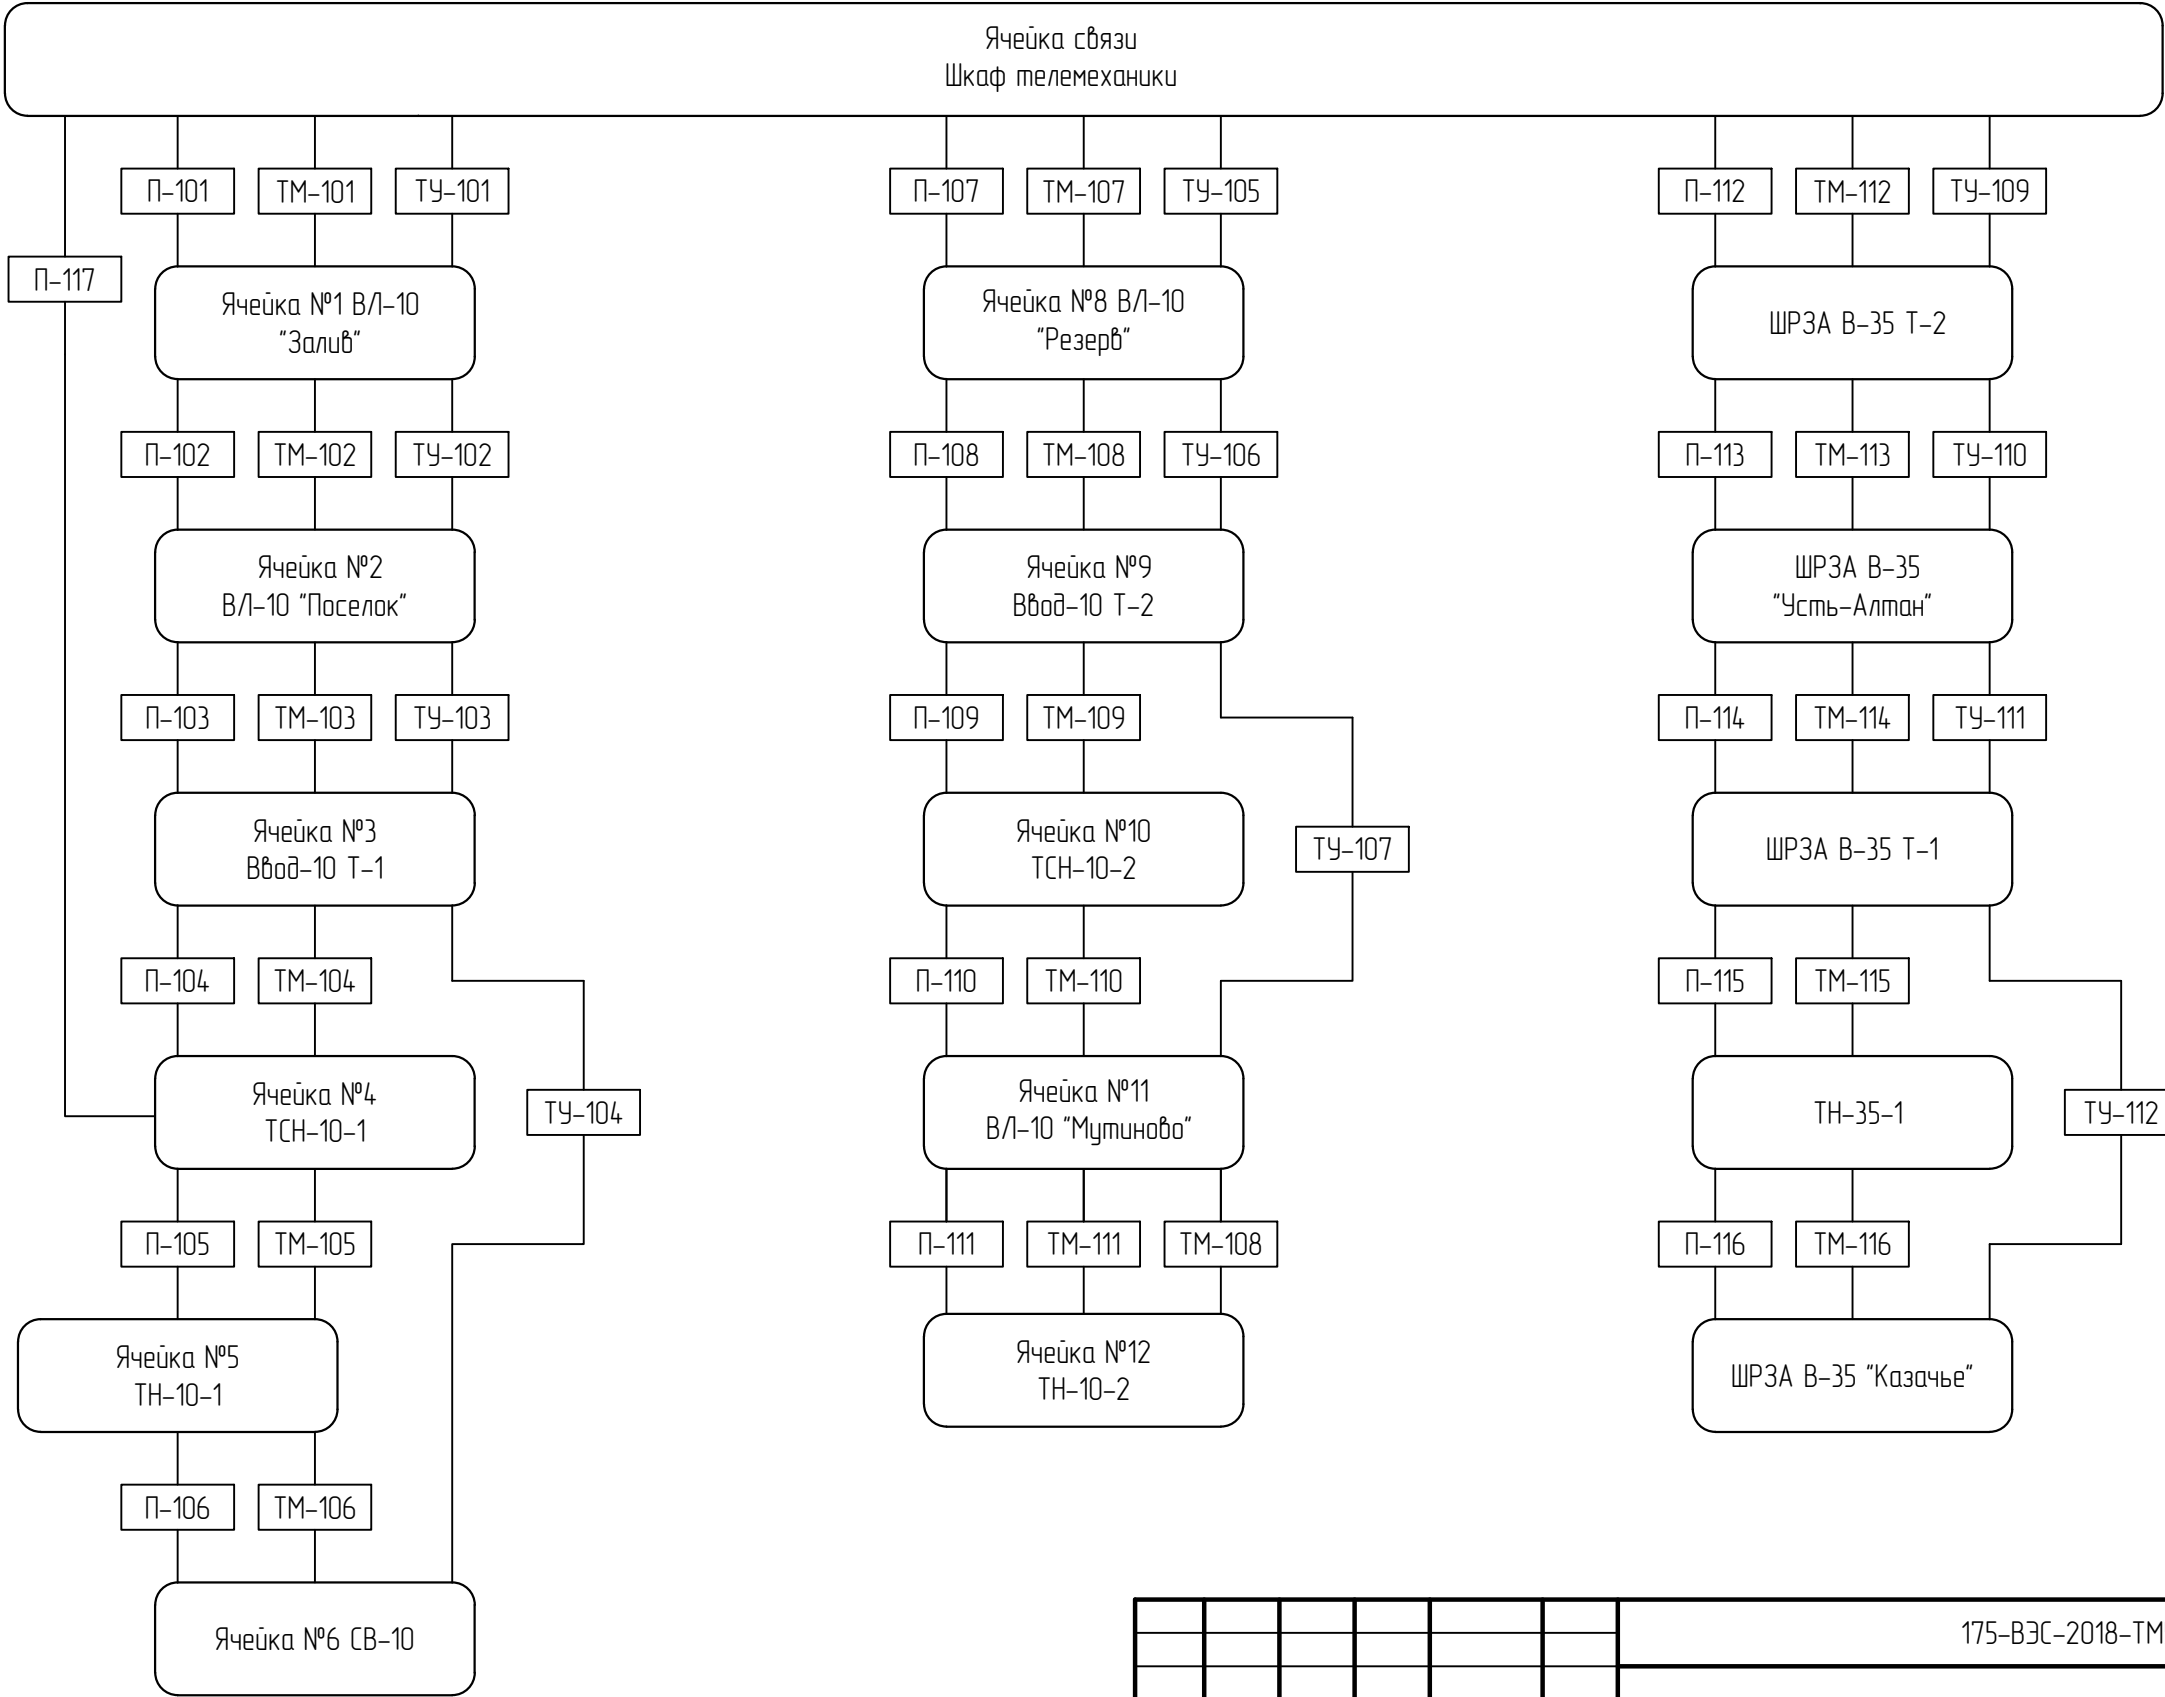 Ячейка связи
Шкаф телемеханики
П-101
ТМ-101
ТУ-101
П-107
ТМ-107
ТУ-105
П-112
ТМ-112
ТУ-109
П-117
Ячейка №1 ВЛ-10
"Залив"
Ячейка №8 ВЛ-10
"Резерв"
ШРЗА В-35 Т-2
П-102
ТМ-102
ТУ-102
П-108
ТМ-108
ТУ-106
П-113
ТМ-113
ТУ-110
Ячейка №2
ВЛ-10 "Поселок"
Ячейка №9
Ввод-10 Т-2
ШРЗА В-35
"Усть-Алтан"
П-103
ТМ-103
ТУ-103
П-109
ТМ-109
П-114
ТМ-114
ТУ-111
Ячейка №3
Ввод-10 Т-1
Ячейка №10
ТСН-10-2
ТУ-107
ШРЗА В-35 Т-1
П-104
ТМ-104
П-110
ТМ-110
П-115
ТМ-115
Ячейка №4
ТСН-10-1
ТУ-104
Ячейка №11
ВЛ-10 "Мутиново"
ТН-35-1
ТУ-112
П-105
ТМ-105
П-111
ТМ-111
ТМ-108
П-116
ТМ-116
Ячейка №5
ТН-10-1
Ячейка №12
ТН-10-2
ШРЗА В-35 "Казачье"
П-106
ТМ-106
Ячейка №6 СВ-10
175-ВЭС-2018-ТМ